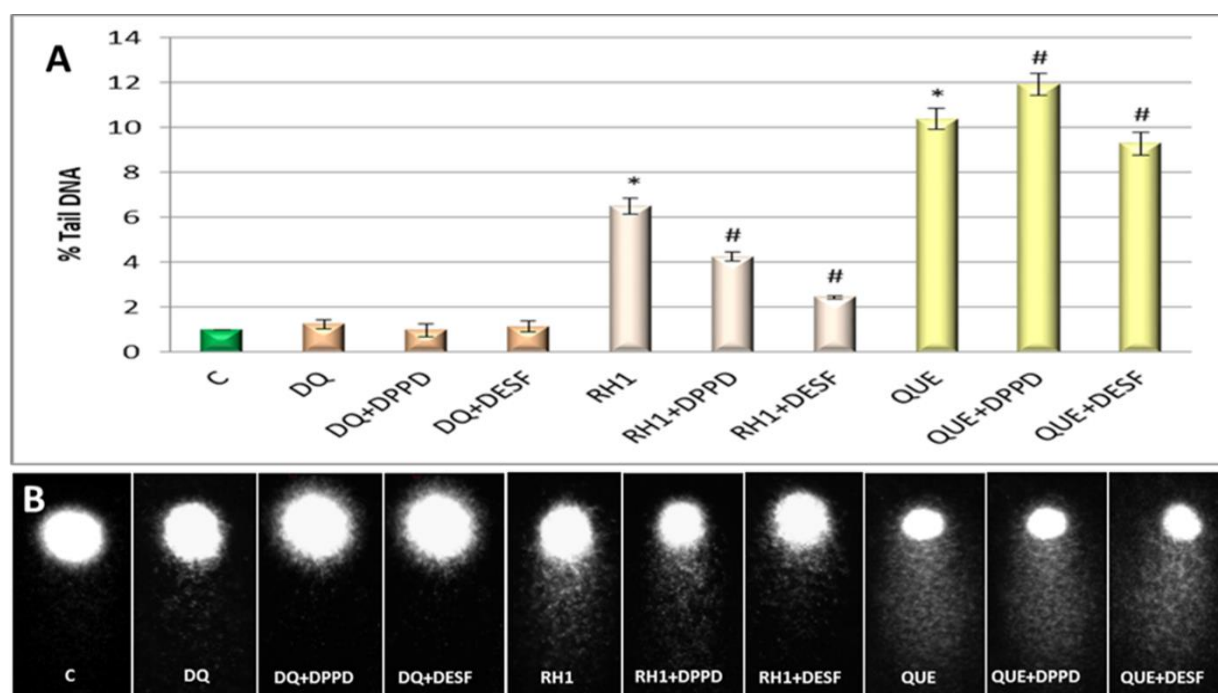 A
% Tail DNA
14
12
10
8
6
4
2
0
*
#
#
*
#
#
C
DQ
DQ+DPPD
DQ+DESF
RH1
RH1+DPPD
RH1+DESF
QUE
QUE+DPPD
QUE+DESF
B
C
DQ
DQ+DPPD
DQ+DESF
RH1
RH1+DPPD
RH1+DESF
QUE
QUE+DPPD
QUE+DESF